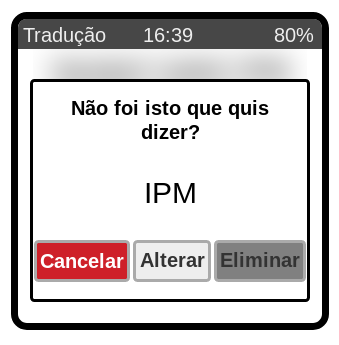 Tradução 16:39 80%
Não foi isto que quis
dizer?
IPM
Cancelar Alterar Eliminar